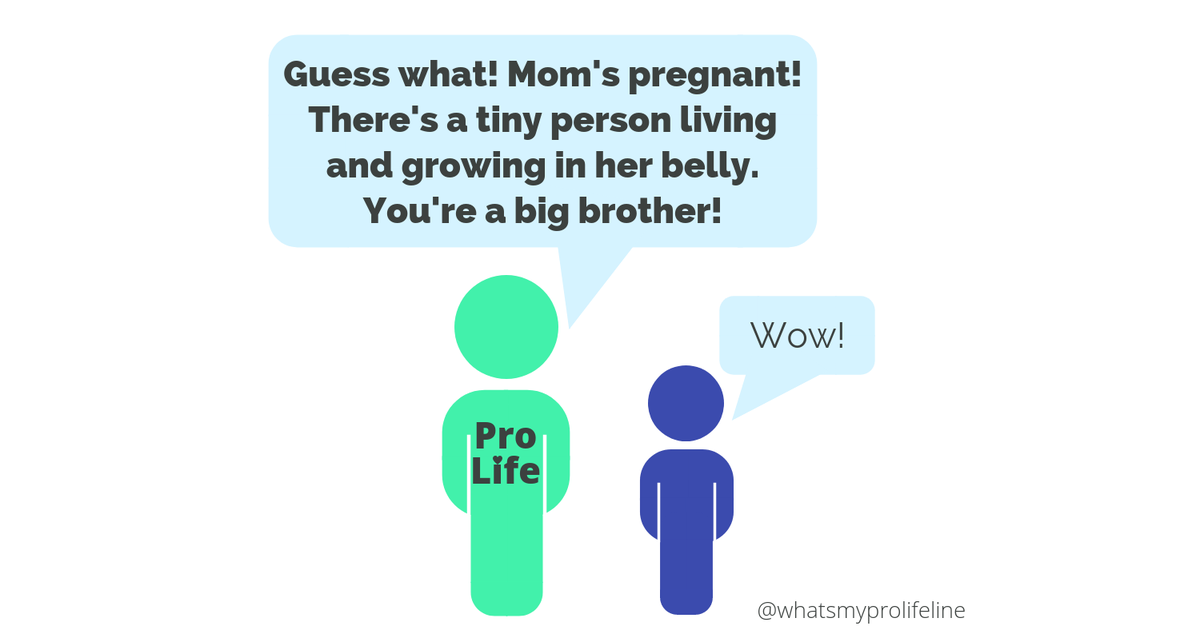 Guess what! Mom's pregnant!
There's a tiny person living
and growing in her belly.
You're a big brother!
Wow!
Pro
Life
@whatsmyprolifeline